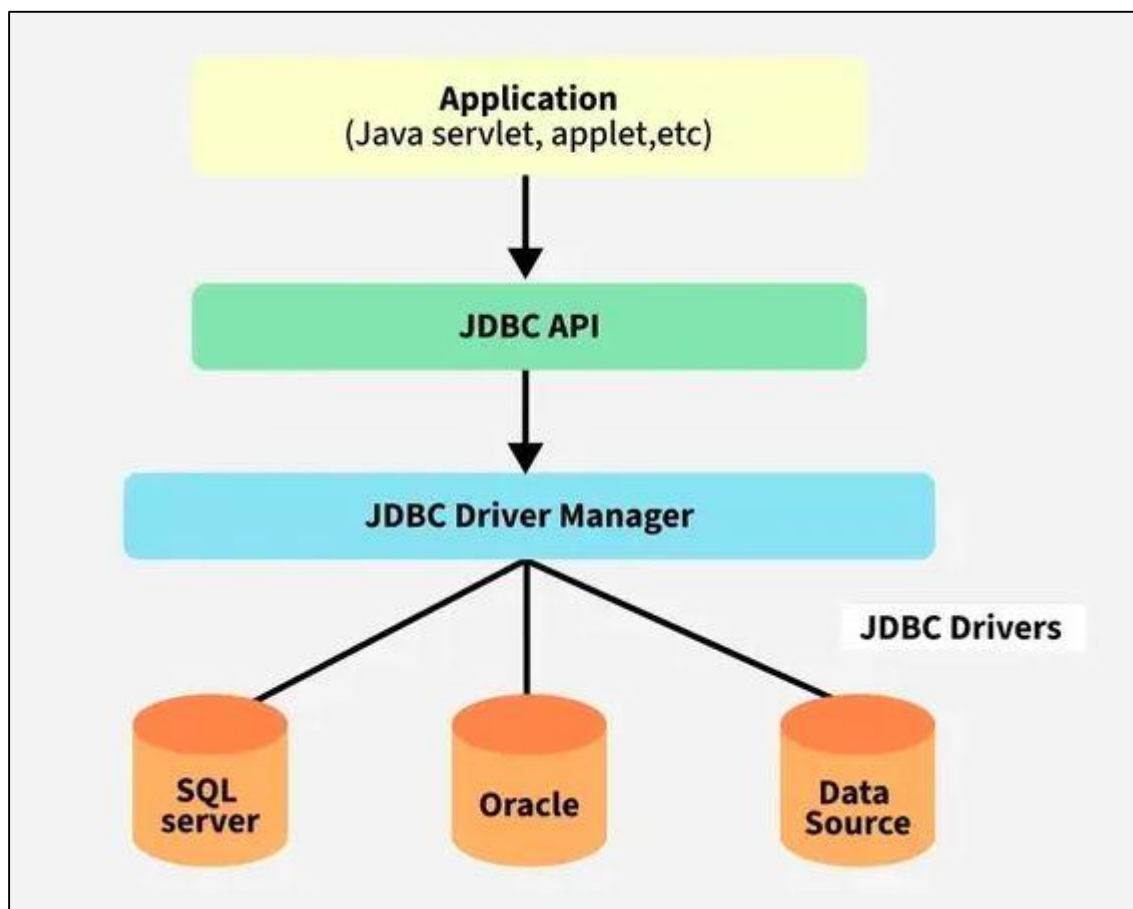 Application
(Java servlet, applet,etc)
JDBC API
JDBC Driver Manager
JDBC Drivers
SQL
server
Oracle
Data
Source